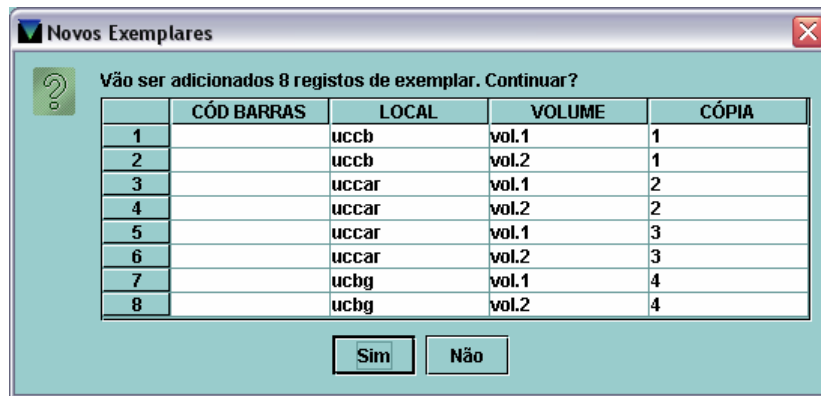 Novos Exemplares
Vão ser adicionados 8 registos de exemplar. Continuar?
CÓD BARRAS LOCAL VOLUME CÓPIA
1 uccb vol.1 1
2 uccb vol.2 1
3 uccar vol.1 2
4 uccar vol.2 2
5 uccar vol.1 3
6 uccar vol.2 3
7 ucbg vol.1 4
8 ucbg vol.2 4
Sim Não